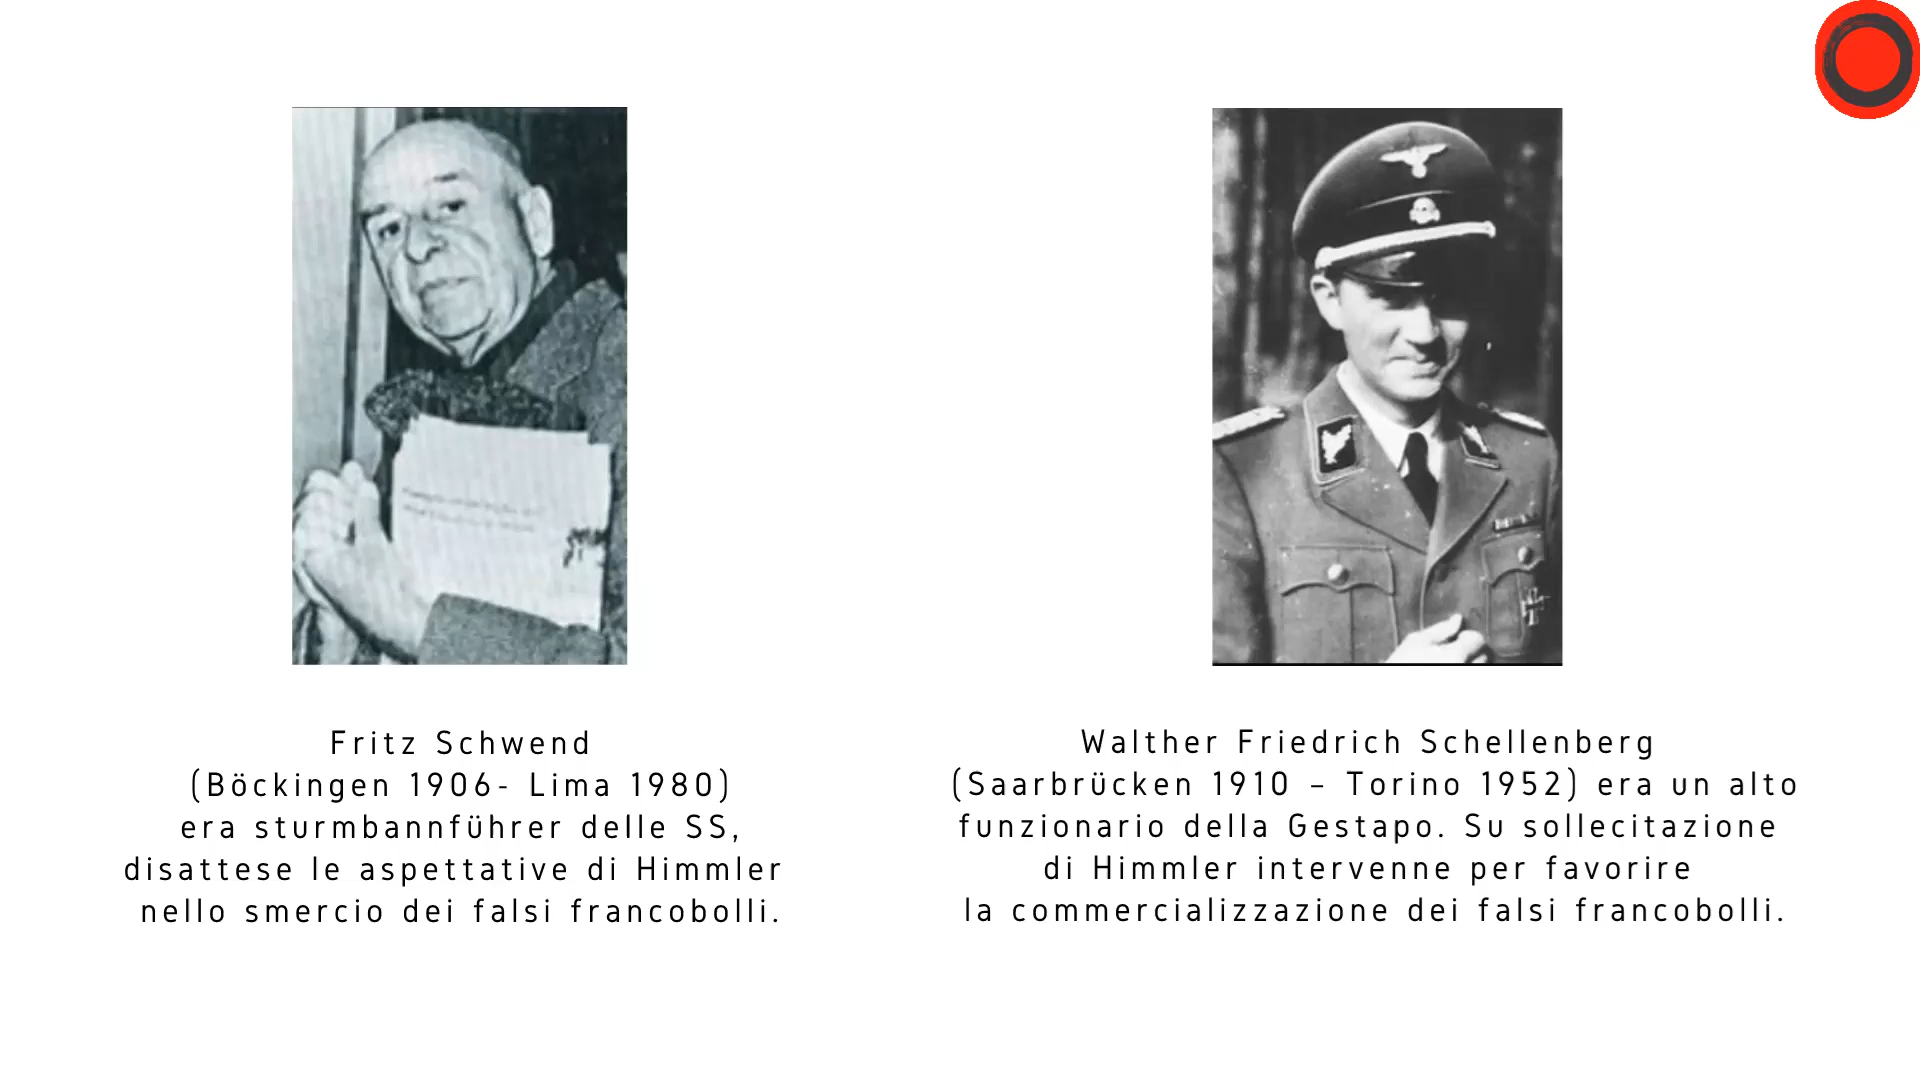 Fritz Schwend
(Böckingen 1906- Lima 1980)
era sturmbannführer delle SS,
disattese le aspettative di Himmler
nello smercio dei falsi francobolli.
Walther Friedrich Schellenberg
(Saarbrücken 1910 – Torino 1952) era un alto
funzionario della Gestapo. Su sollecitazione
di Himmler intervenne per favorire
la commercializzazione dei falsi francobolli.